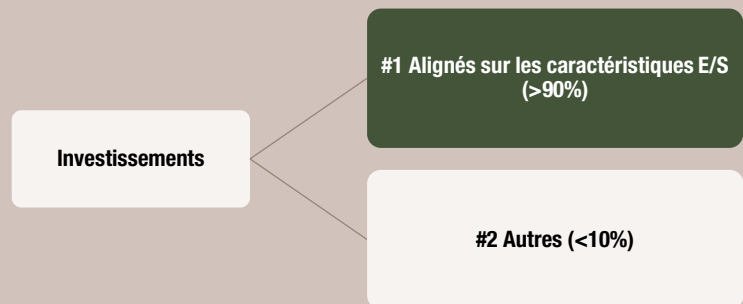 #1 Alignés sur les caractéristiques E/S
(>90%)
Investissements
#2 Autres (<10%)